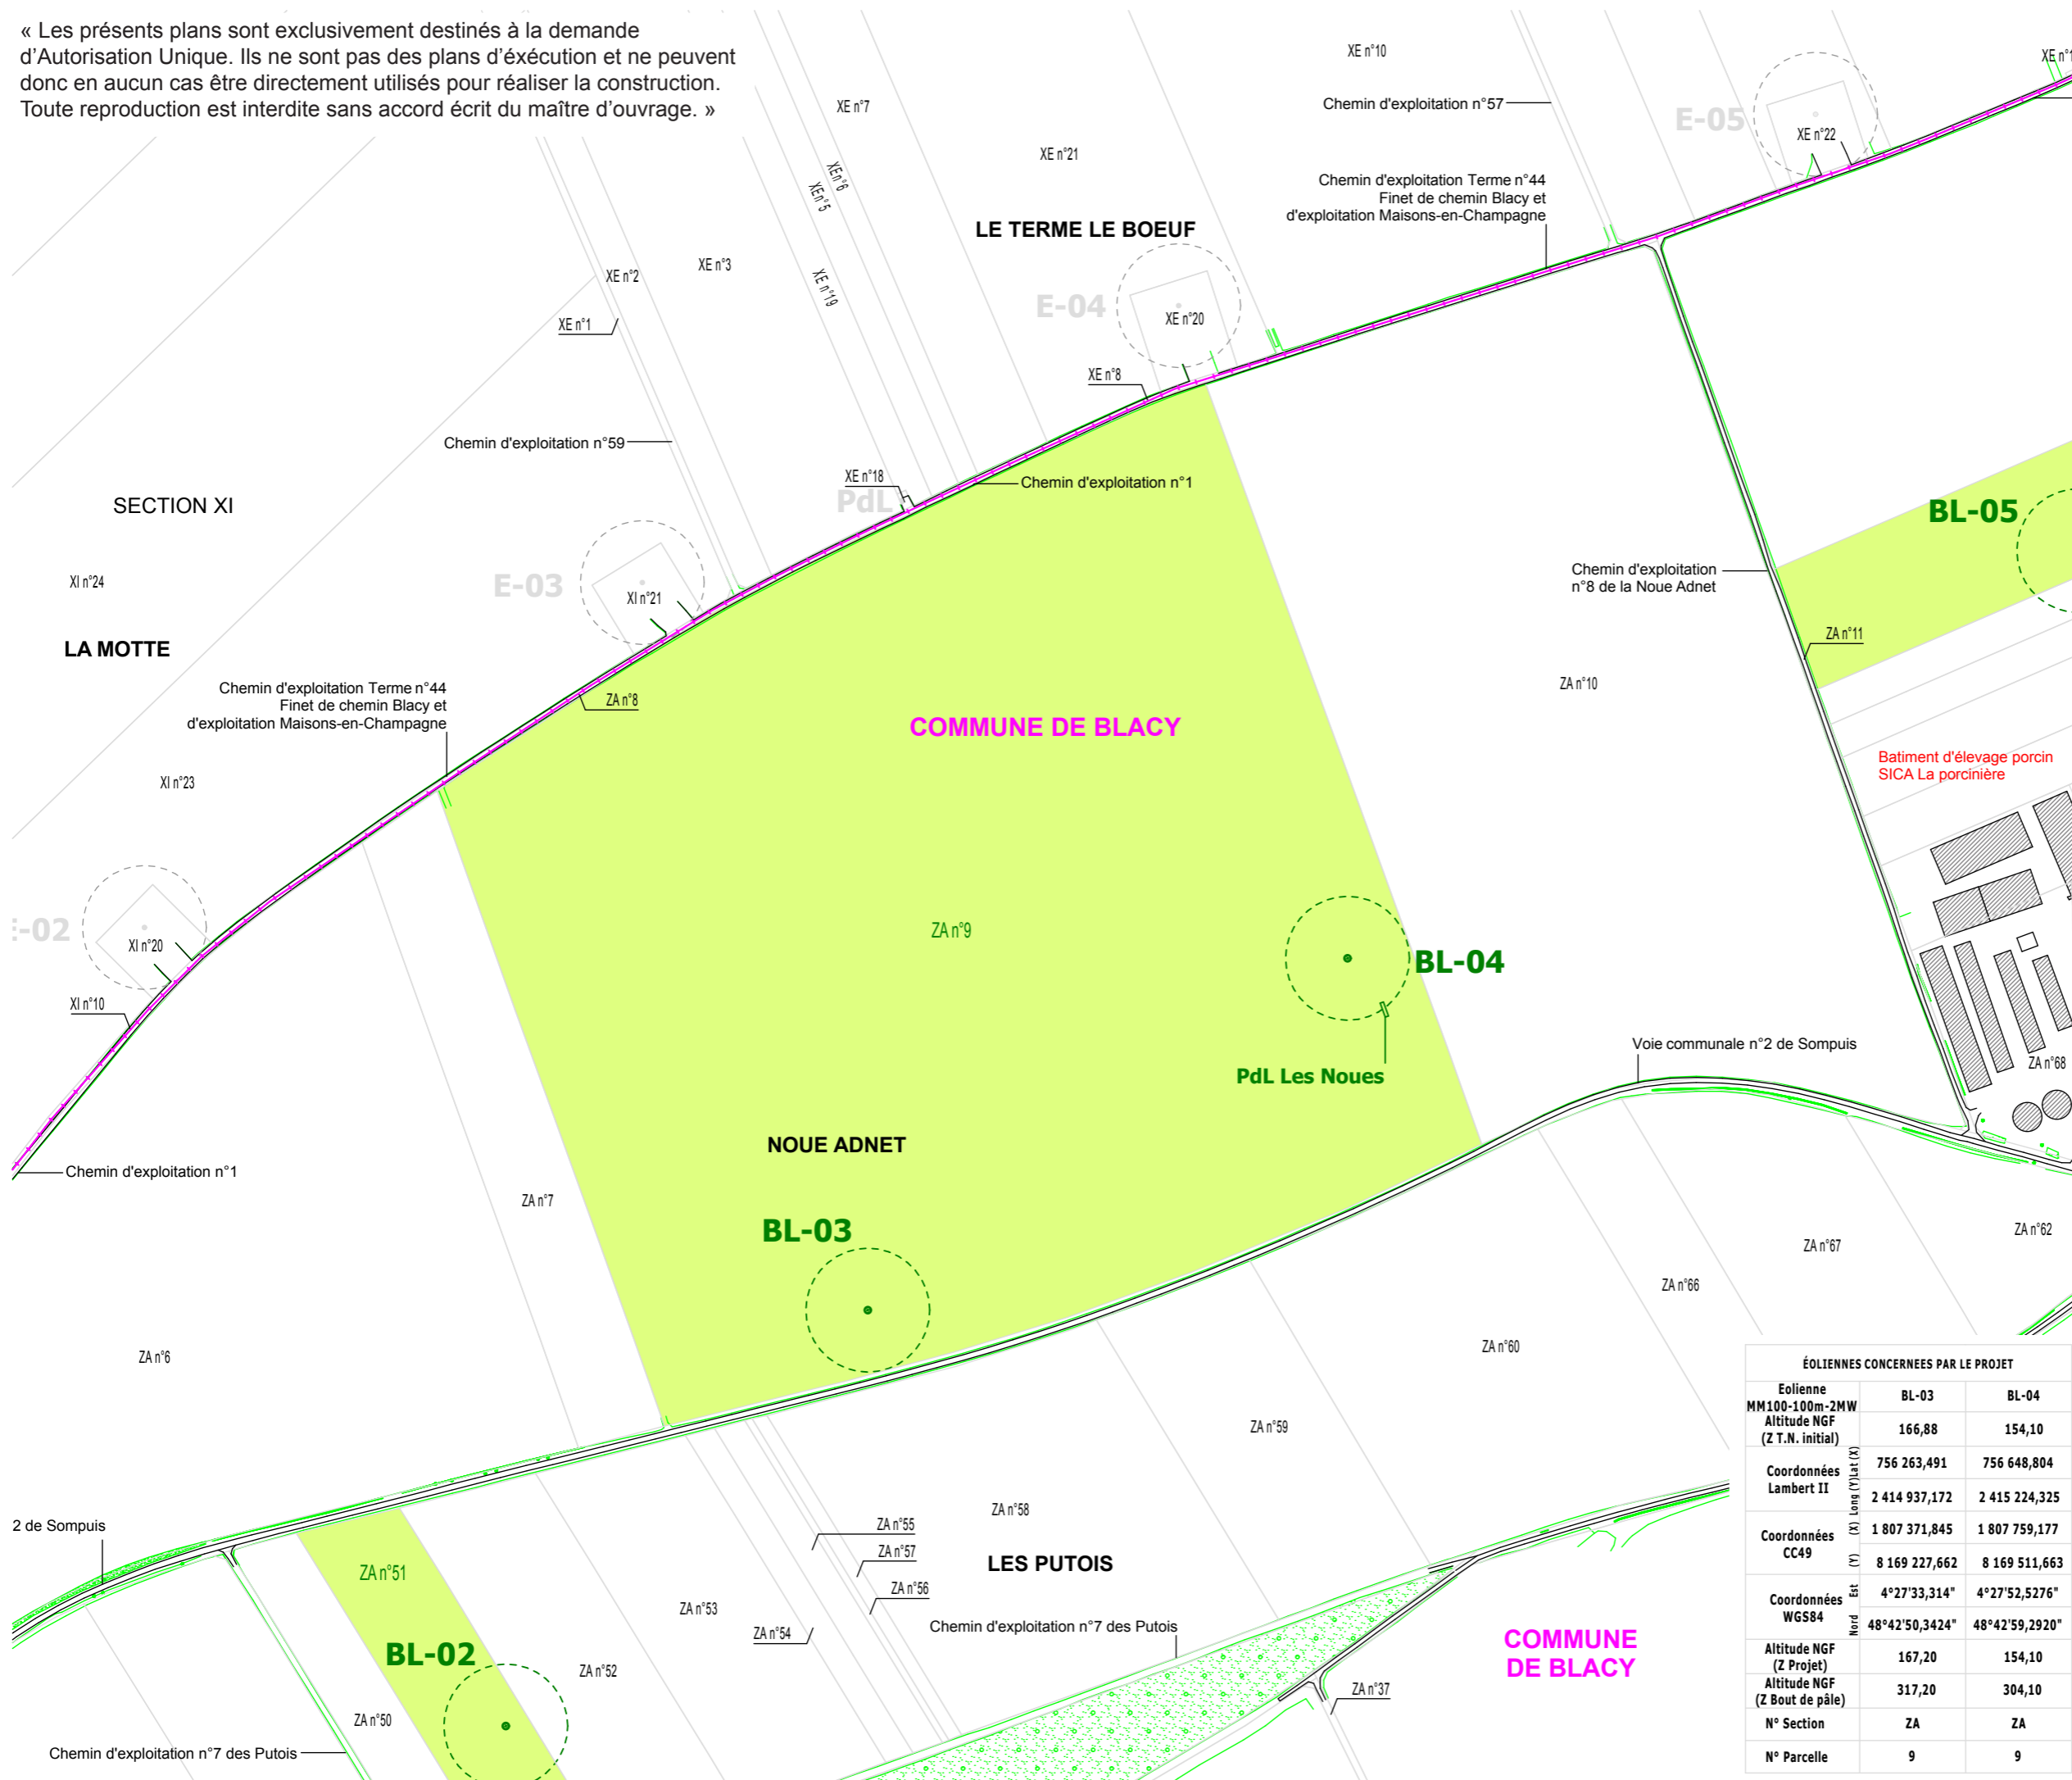 « Les présents plans sont exclusivement destinés à la demande
d'Autorisation Unique. Ils ne sont pas des plans d'éxécution et ne peuvent
donc en aucun cas être directement utilisés pour réaliser la construction.
Toute reproduction est interdite sans accord écrit du maître d'ouvrage. »
XE n°10
XE n°1
XE n°7
Chemin d'exploitation n°57
E-05
XE n°22
XE n°21
XEn°6
XEn°5
Chemin d'exploitation Terme n°44
Finet de chemin Blacy et
d'exploitation Maisons-en-Champagne
LE TERME LE BOEUF
XE n°2
XE n°3
XE n°19
E-04
XE n°20
XE n°1
XE n°8
Chemin d'exploitation n°59
XE n°18
PdL
Chemin d'exploitation n°1
SECTION XI
BL-05
XI n°24
E-03
XI n°21
Chemin d'exploitation
n°8 de la Noue Adnet
ZA n°11
LA MOTTE
Chemin d'exploitation Terme n°44
Finet de chemin Blacy et
d'exploitation Maisons-en-Champagne
ZA n°8
ZA n°10
COMMUNE DE BLACY
Batiment d'élevage porcin
SICA La porcinière
XI n°23
-02
XI n°20
ZA n°9
BL-04
XI n°10
PdL Les Noues
Voie communale n°2 de Sompuis
ZA n°68
NOUE ADNET
Chemin d'exploitation n°1
ZA n°7
BL-03
ZA n°62
ZA n°67
ZA n°66
ZA n°6
ZA n°60
ZA n°59
ZA n°58
2 de Sompuis
ZA n°55
ZA n°57
ZA n°56
LES PUTOIS
ZA n°51
ZA n°53
ZA n°54
Chemin d'exploitation n°7 des Putois
BL-02
ZA n°52
COMMUNE
DE BLACY
ZA n°37
ZA n°50
Chemin d'exploitation n°7 des Putois
ÉOLIENNES CONCERNEES PAR LE PROJET
Eolienne
MM100-100m-2MW BL-03 BL-04
Altitude NGF
(Z T.N. initial) 166,88 154,10
Coordonnées
Lambert II
Lat (X) 756 263,491 756 648,804
Long (Y) 2 414 937,172 2 415 224,325
Coordonnées
CC49
(X) 1 807 371,845 1 807 759,177
(Y) 8 169 227,662 8 169 511,663
Coordonnées
WGS84
Est 4°27'33,314" 4°27'52,5276"
Nord 48°42'50,3424" 48°42'59,2920"
Altitude NGF
(Z Projet) 167,20 154,10
Altitude NGF
(Z Bout de pâle) 317,20 304,10
N° Section ZA ZA
N° Parcelle 9 9